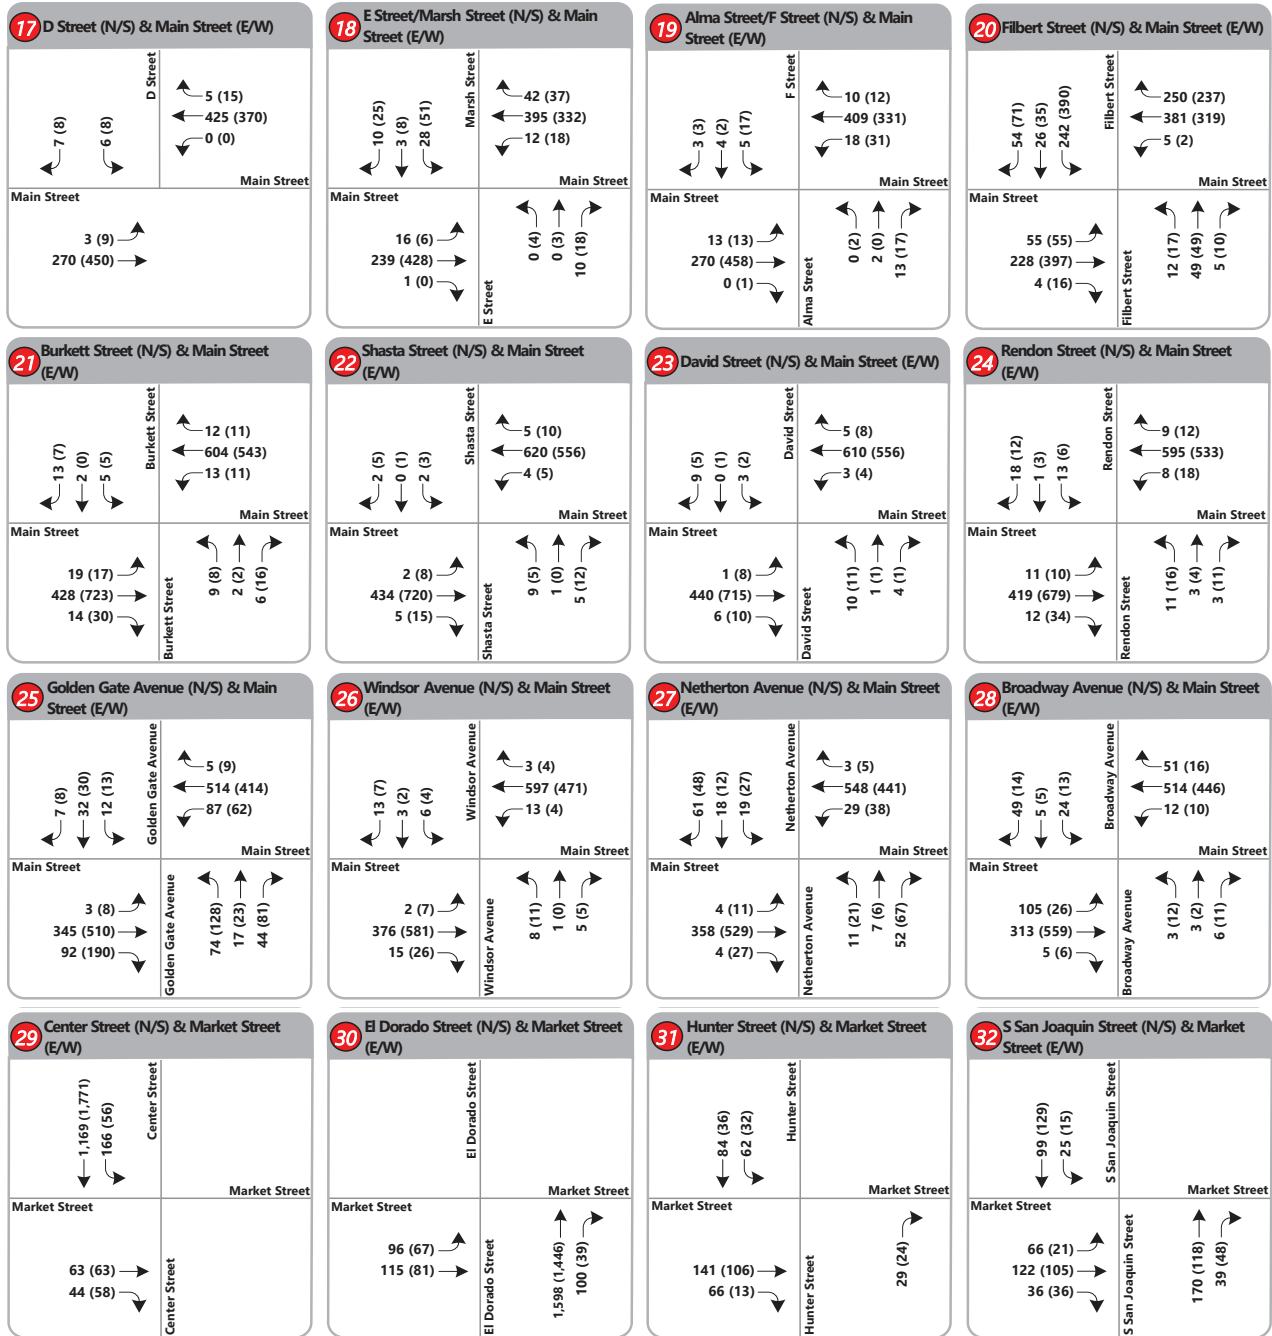 17 D Street (N/S) & Main Street (E/W)
D Street
7 (8)
6 (8)
5 (15)
425 (370)
0 (0)
Main Street
Main Street
3 (9)
270 (450)
18 E Street/Marsh Street (N/S) & Main
Street (E/W)
Marsh Street
10 (25)
3 (8)
28 (51)
42 (37)
395 (332)
12 (18)
Main Street
Main Street
16 (6)
239 (428)
1 (0)
E Street
0 (4)
0 (3)
10 (18)
19 Alma Street/F Street (N/S) & Main
Street (E/W)
F Street
3 (3)
4 (2)
5 (17)
10 (12)
409 (331)
18 (31)
Main Street
Main Street
13 (13)
270 (458)
0 (1)
Alma Street
0 (2)
2 (0)
13 (17)
20 Filbert Street (N/S) & Main Street (E/W)
Filbert Street
54 (71)
26 (35)
242 (390)
250 (237)
381 (319)
5 (2)
Main Street
Main Street
55 (55)
228 (397)
4 (16)
Filbert Street
12 (17)
49 (49)
5 (10)
21 Burkett Street (N/S) & Main Street
(E/W)
Burkett Street
13 (7)
2 (0)
5 (5)
12 (11)
604 (543)
13 (11)
Main Street
Main Street
19 (17)
428 (723)
14 (30)
Burkett Street
9 (8)
2 (2)
6 (16)
22 Shasta Street (N/S) & Main Street
(E/W)
Shasta Street
2 (5)
0 (1)
2 (3)
5 (10)
620 (556)
4 (5)
Main Street
Main Street
2 (8)
434 (720)
5 (15)
Shasta Street
9 (5)
1 (0)
5 (12)
23 David Street (N/S) & Main Street (E/W)
David Street
9 (5)
0 (1)
3 (2)
5 (8)
610 (556)
3 (4)
Main Street
Main Street
1 (8)
440 (715)
6 (10)
David Street
10 (11)
1 (1)
4 (1)
24 Rendon Street (N/S) & Main Street
(E/W)
Rendon Street
18 (12)
1 (3)
13 (6)
9 (12)
595 (533)
8 (18)
Main Street
Main Street
11 (10)
419 (679)
12 (34)
Rendon Street
11 (16)
3 (4)
3 (11)
25 Golden Gate Avenue (N/S) & Main
Street (E/W)
Golden Gate Avenue
7 (8)
32 (30)
12 (13)
5 (9)
514 (414)
87 (62)
Main Street
Main Street
3 (8)
345 (510)
92 (190)
Golden Gate Avenue
74 (128)
17 (23)
44 (81)
26 Windsor Avenue (N/S) & Main Street
(E/W)
Windsor Avenue
13 (7)
3 (2)
6 (4)
3 (4)
597 (471)
13 (4)
Main Street
Main Street
2 (7)
376 (581)
15 (26)
Windsor Avenue
8 (11)
1 (0)
5 (5)
27 Netherton Avenue (N/S) & Main Street
(E/W)
Netherton Avenue
61 (48)
18 (12)
19 (27)
3 (5)
548 (441)
29 (38)
Main Street
Main Street
4 (11)
358 (529)
4 (27)
Netherton Avenue
11 (21)
7 (6)
52 (67)
28 Broadway Avenue (N/S) & Main Street
(E/W)
Broadway Avenue
49 (14)
5 (5)
24 (13)
51 (16)
514 (446)
12 (10)
Main Street
Main Street
105 (26)
313 (559)
5 (6)
Broadway Avenue
3 (12)
3 (2)
6 (11)
29 Center Street (N/S) & Market Street
(E/W)
Center Street
1,169 (1,771)
166 (56)
Market Street
Market Street
63 (63)
44 (58)
Center Street
30 El Dorado Street (N/S) & Market Street
(E/W)
El Dorado Street
Market Street
Market Street
96 (67)
115 (81)
El Dorado Street
1,598 (1,446)
100 (39)
31 Hunter Street (N/S) & Market Street
(E/W)
Hunter Street
84 (36)
62 (32)
Market Street
Market Street
141 (106)
66 (13)
Hunter Street
29 (24)
32 S San Joaquin Street (N/S) & Market
Street (E/W)
S San Joaquin Street
99 (129)
25 (15)
Market Street
Market Street
66 (21)
122 (105)
36 (36)
S San Joaquin Street
170 (118)
39 (48)